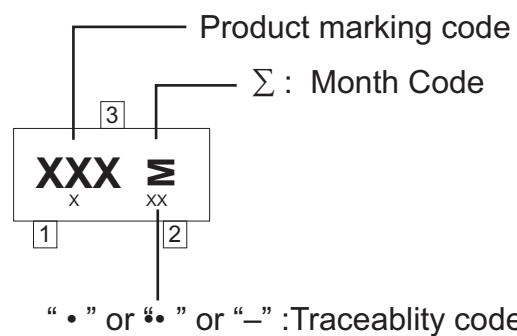 Product marking code
∑ : Month Code
3
XXX M
X XX
1 2
“ • ” or “•• ” or “–” :Traceablity code